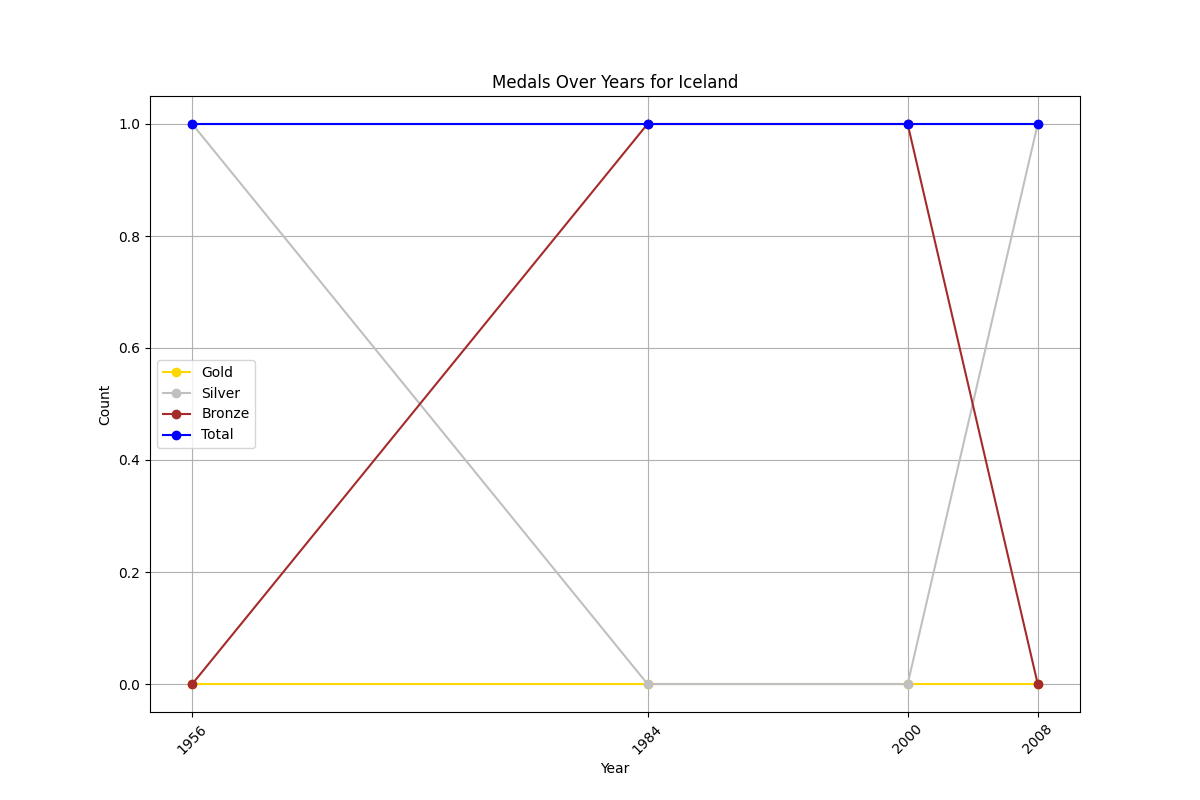 Medals Over Years for Iceland
1.0
0.8
0.6
0.4
0.2
0.0
Count
Gold
Silver
Bronze
Total
1956
1984
2000
2008
Year